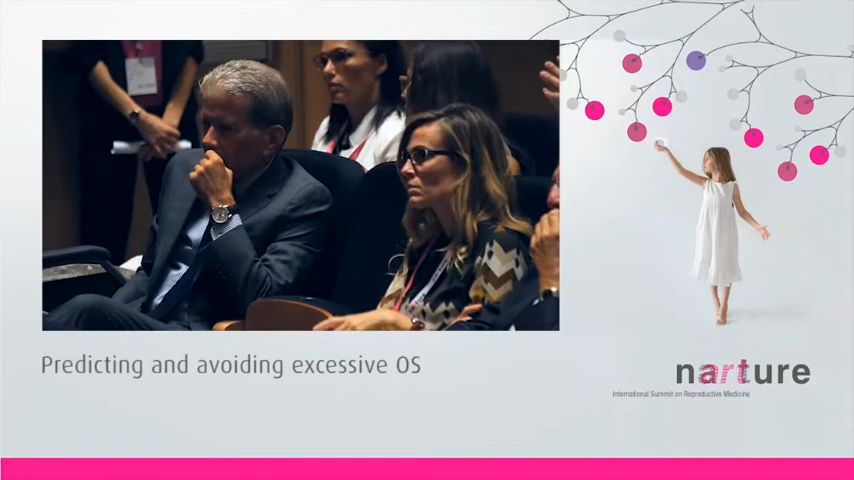 Predicting and avoiding excessive OS
narture
International Summit on Reproductive Medicine